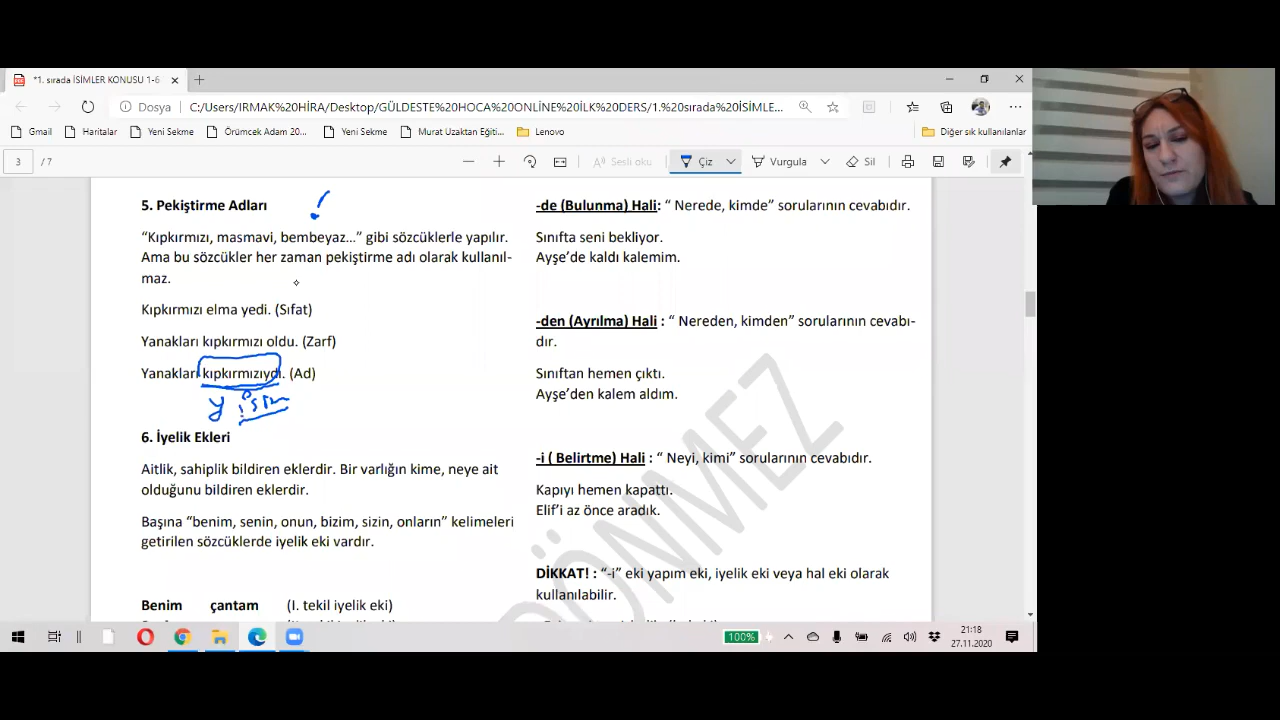 *1. sırada İSİMLER KONUSU 1-6
Dosya
C:/Users/IRMAK%20HİRA/Desktop/GÜLDESTE%20HOCA%20ONLİNE%20İLK%20DERS/1.%20sırada%20İSİMLE...
Gmail
Haritalar
Yeni Sekme
Örümcek Adam 20...
Yeni Sekme
Murat Uzaktan Eğiti...
Lenovo
Diğer sık kullanılanlar
3 / 7
Sesli oku
Çiz
Vurgula
Sil
5. Pekiştirme Adları !
“Kıpkırmızı, masmavi, bembeyaz...” gibi sözcüklerle yapılır.
Ama bu sözcükler her zaman pekiştirme adı olarak kullanıl-
maz.
Kıpkırmızı elma yedi. (Sıfat)
Yanakları kıpkırmızı oldu. (Zarf)
Yanakları kıpkırmızıydı. (Ad)
y isim
6. İyelik Ekleri
Aitlik, sahiplik bildiren eklerdir. Bir varlığın kime, neye ait
olduğunu bildiren eklerdir.
Başına “benim, senin, onun, bizim, sizin, onların” kelimeleri
getirilen sözcüklerde iyelik eki vardır.
Benim çantam (I. tekil iyelik eki)
-de (Bulunma) Hali: “ Nerede, kimde” sorularının cevabıdır.
Sınıfta seni bekliyor.
Ayşe’de kaldı kalemim.
-den (Ayrılma) Hali : “ Nereden, kimden” sorularının cevabı-
dır.
Sınıftan hemen çıktı.
Ayşe’den kalem aldım.
-i ( Belirtme) Hali : “ Neyi, kimi” sorularının cevabıdır.
Kapıyı hemen kapattı.
Elif’i az önce aradık.
DİKKAT! : “-i” eki yapım eki, iyelik eki veya hal eki olarak
kullanılabilir.
DÖNMEZ
100%
21:18
27.11.2020